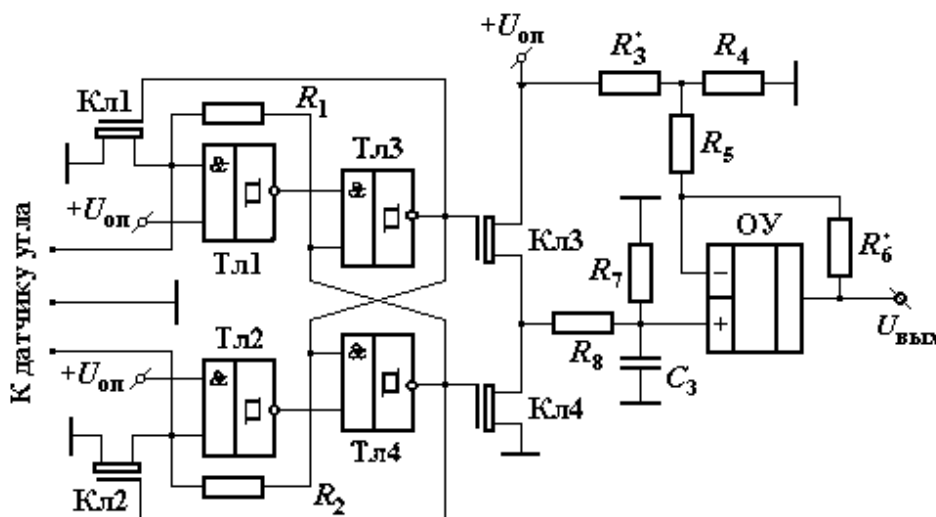 +Uоп
R3*
R4
Кл1
R1
Тл3
R5
&
&
+Uоп
Тл1
Кл3
ОУ
R6*
R7
−
+
Uвых
К датчику угла
Тл2
+Uоп
&
&
R8
C3
Кл4
Тл4
Кл2
R2